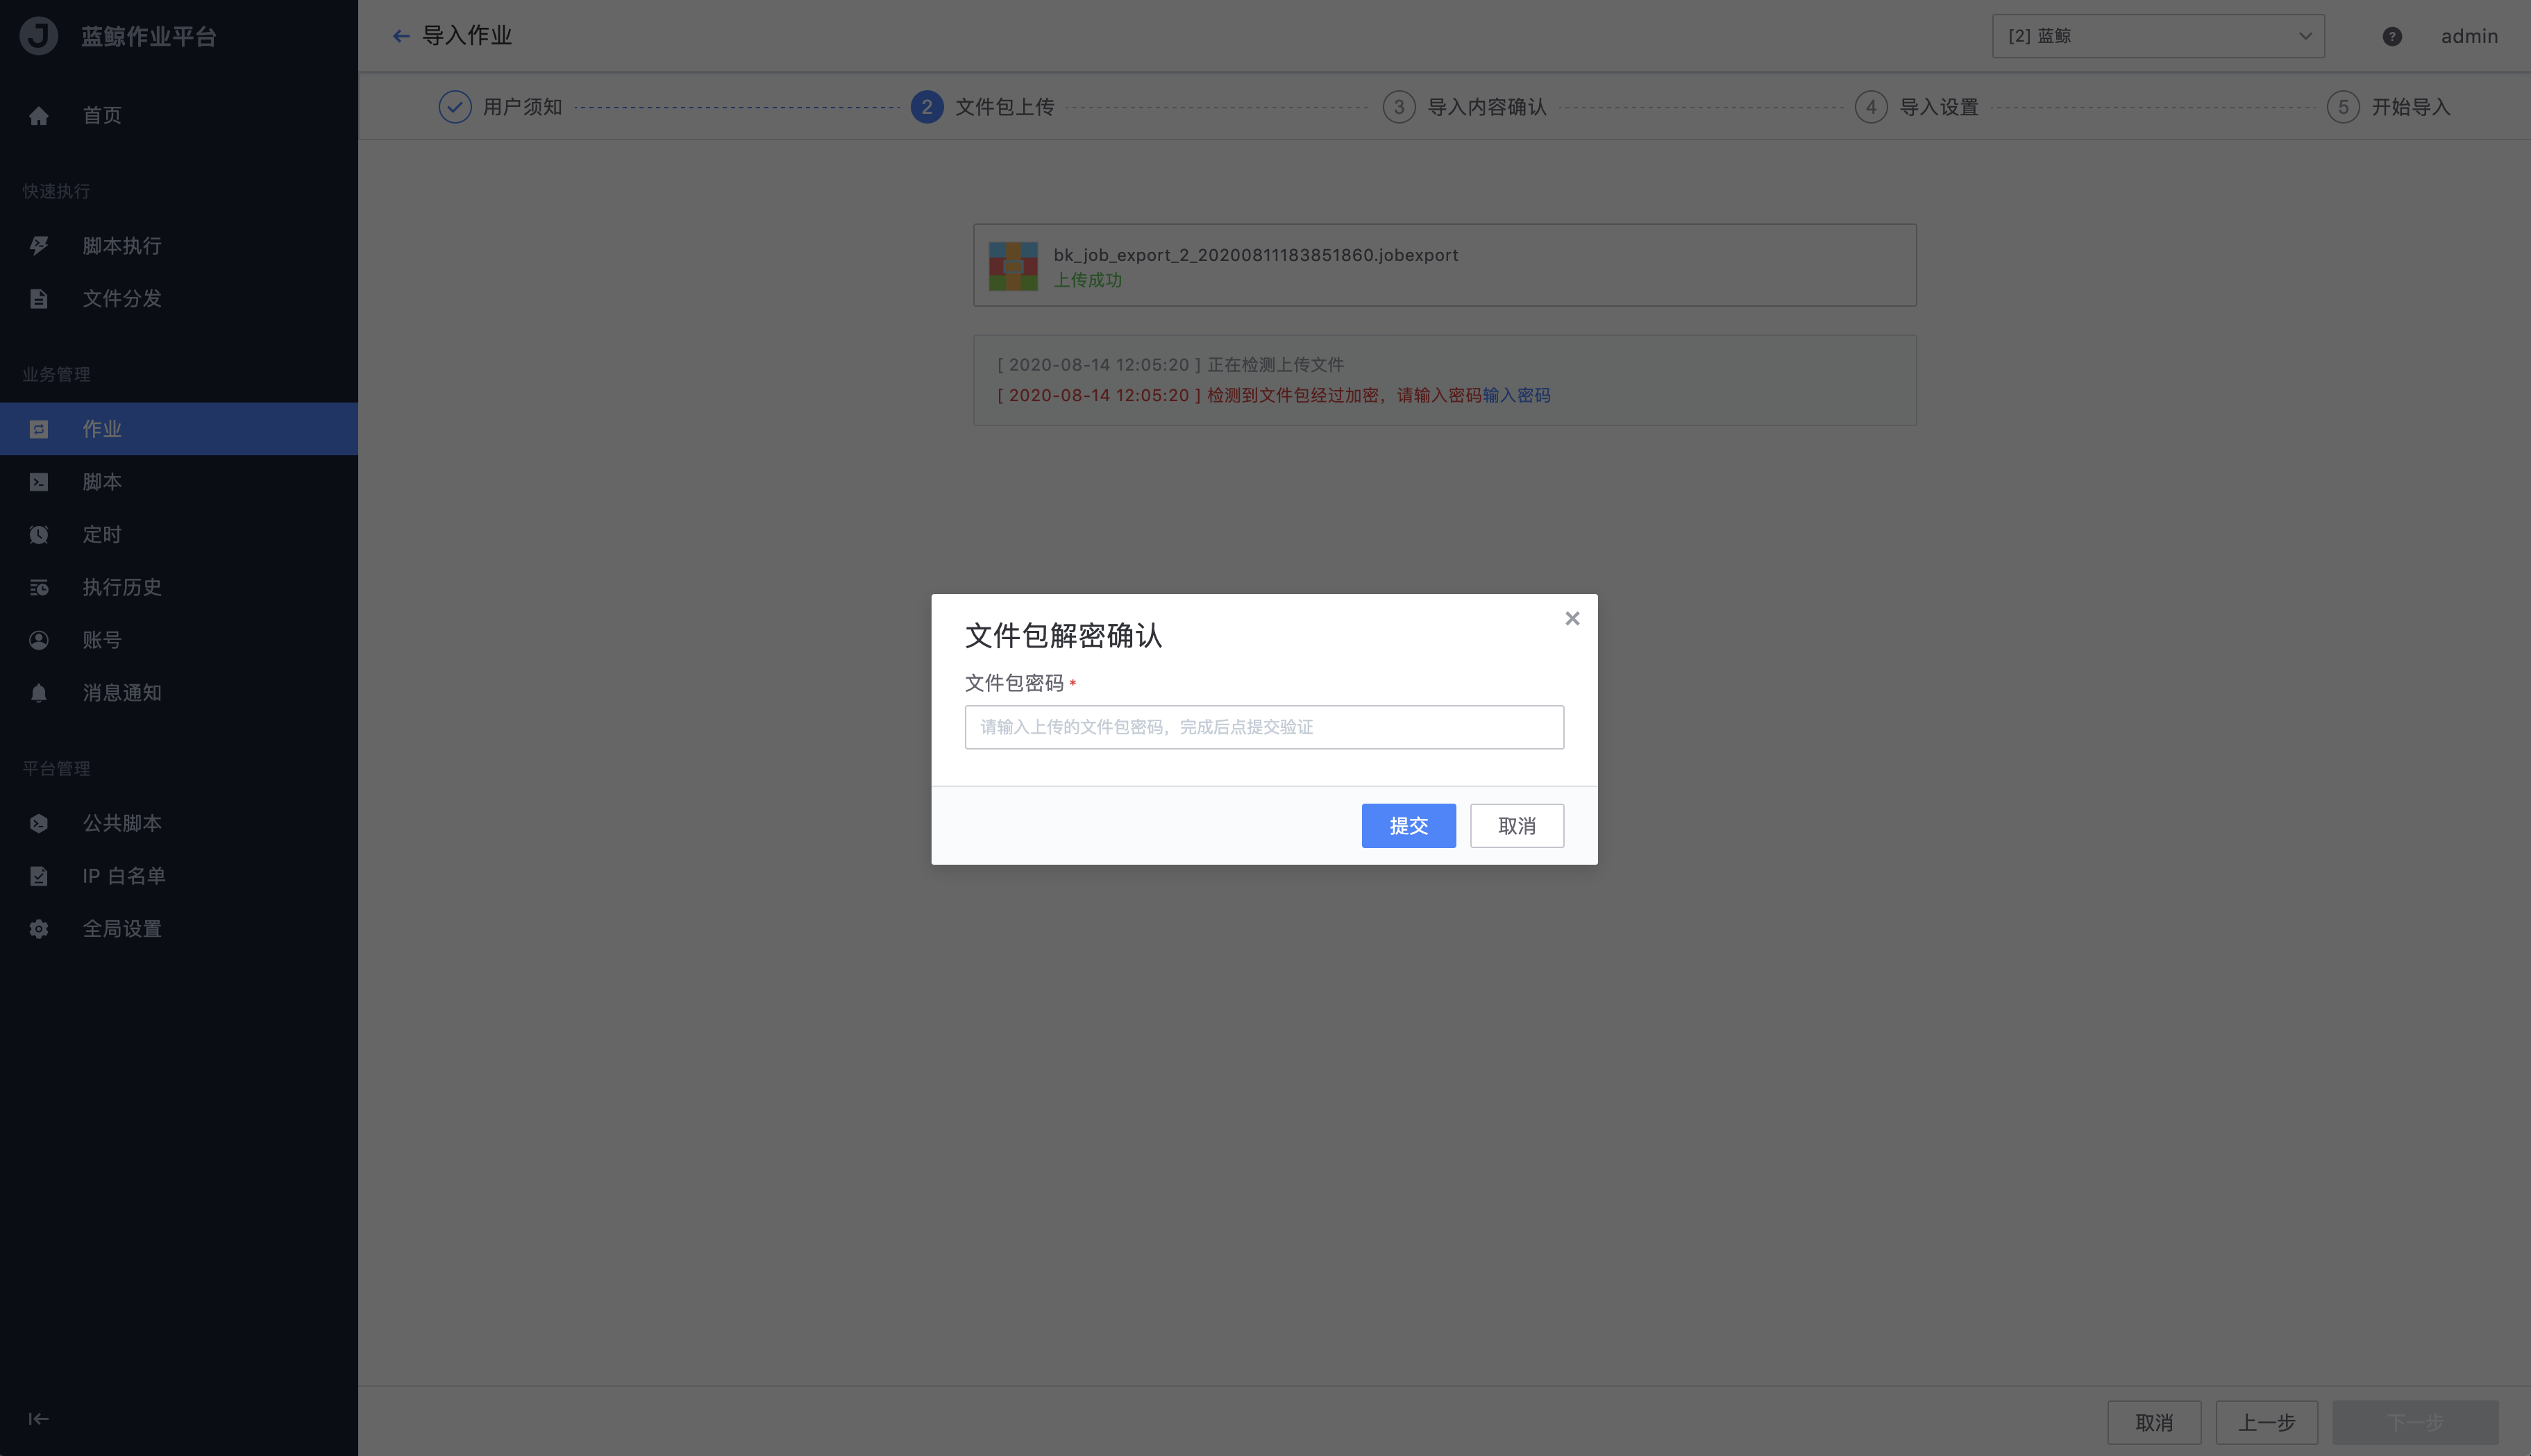 蓝鲸作业平台
首页
快速执行
脚本执行
文件分发
业务管理
作业
脚本
定时
执行历史
账号
消息通知
平台管理
公共脚本
IP 白名单
全局设置
导入作业
[2] 蓝鲸
admin
用户须知
2 文件包上传
3 导入内容确认
4 导入设置
5 开始导入
bk_job_export_2_20200811183851860.jobexport
上传成功
[ 2020-08-14 12:05:20 ] 正在检测上传文件
[ 2020-08-14 12:05:20 ] 检测到文件包经过加密，请输入密码输入密码
文件包解密确认
文件包密码 *
请输入上传的文件包密码，完成后点提交验证
提交
取消
取消
上一步
下一步